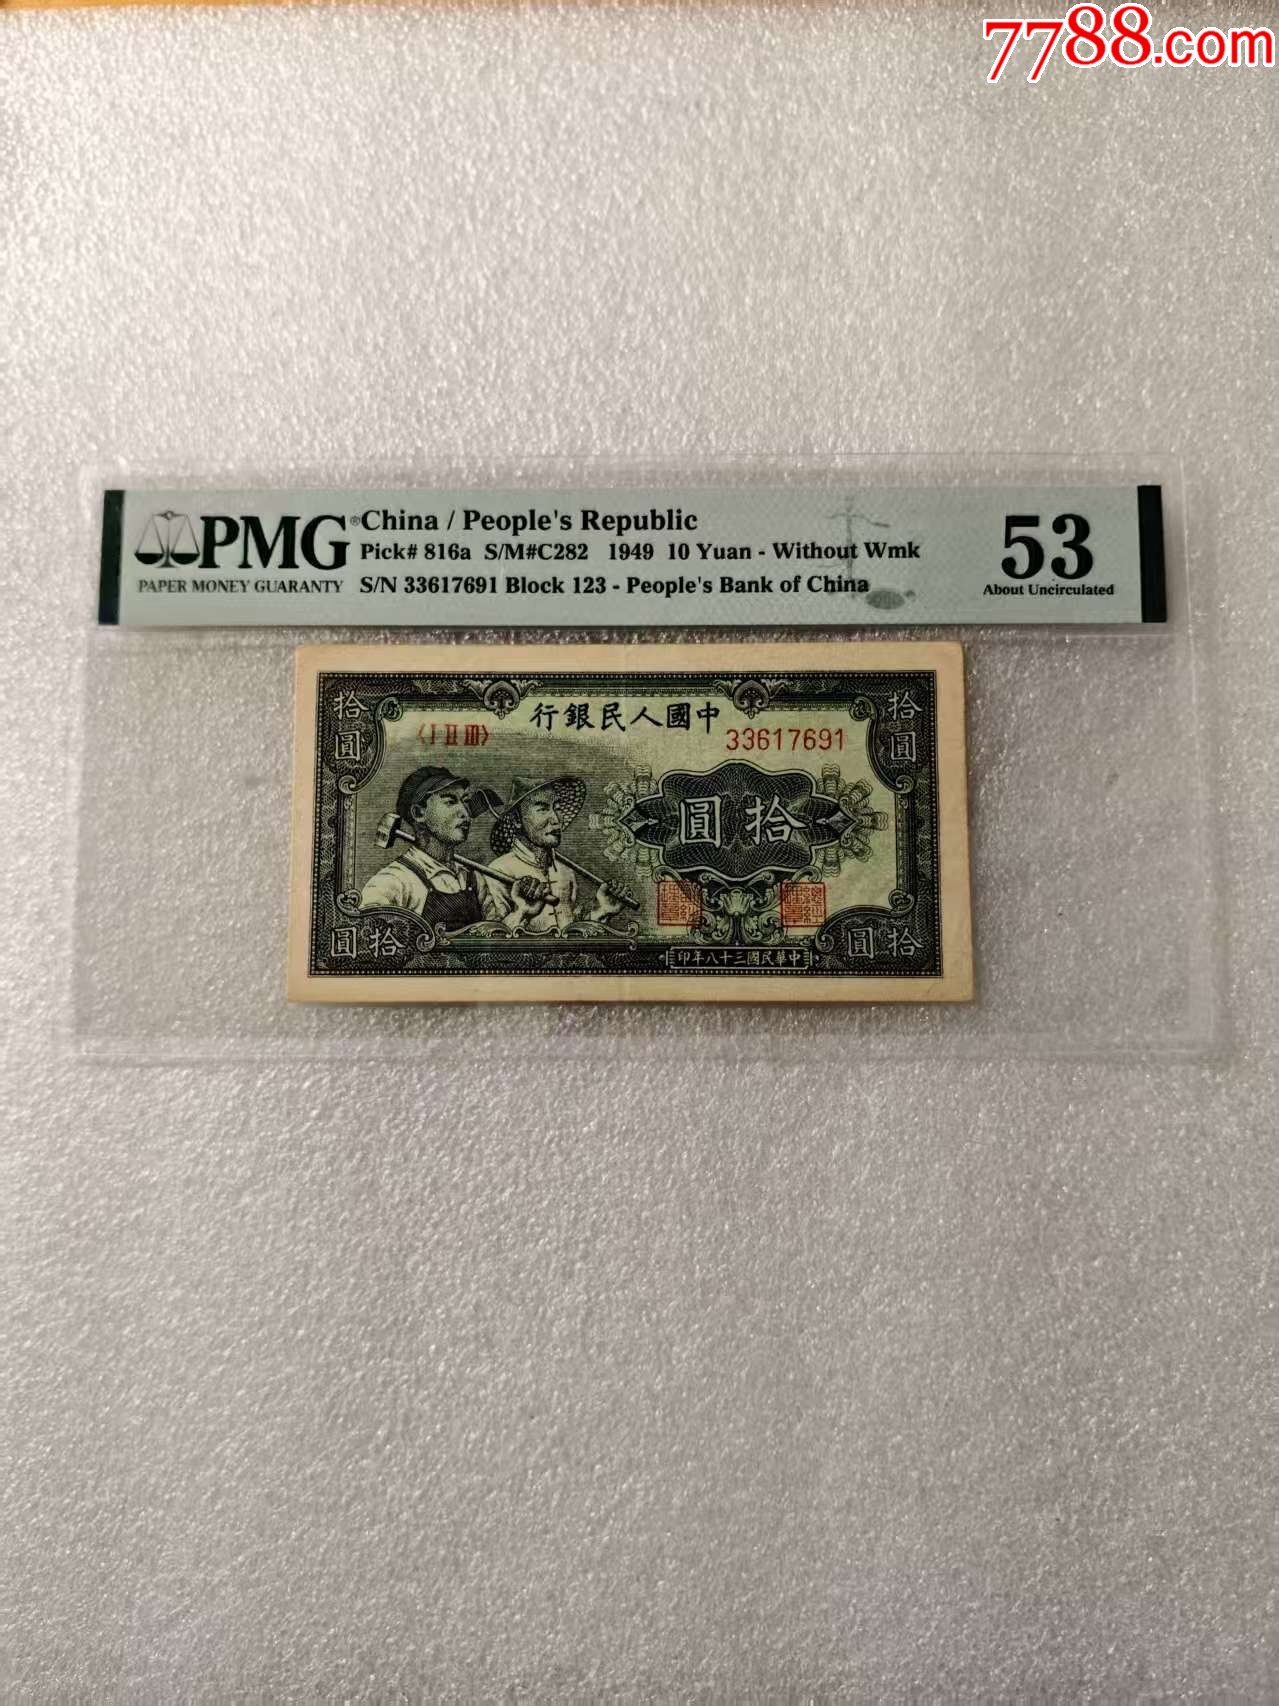 7788.com
PMG®
PAPER MONEY GUARANTY
China / People's Republic
Pick# 816a S/M#C282 1949 10 Yuan - Without Wmk
S/N 33617691 Block 123 - People's Bank of China
53
About Uncirculated
行銀民人國中
〈I II III〉
33617691
拾圓
拾圓
圓拾
圓拾
圓拾
印年八十三國民華中